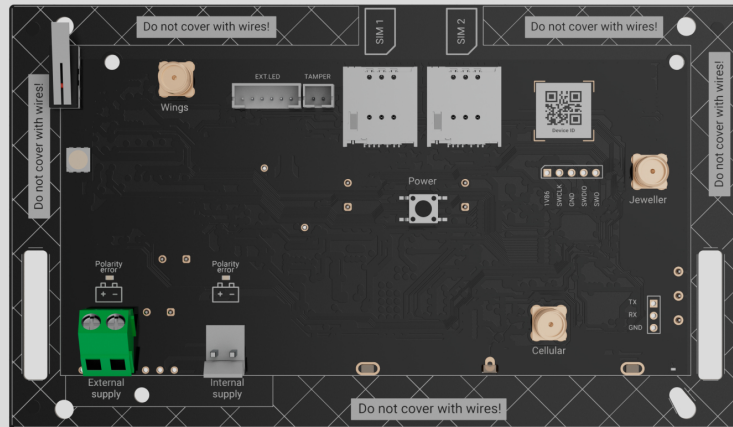 Do not cover with wires!
SIM 1
SIM 2
Do not cover with wires!
Do not cover with wires!
Do not cover with wires!
EXT.LED
TAMPER
Wings
Device ID
Power
1V86
SWCLK
GND
SWDIO
SWO
Jeweller
Polarity
error
Polarity
error
+ −
+ −
TX
RX
GND
Cellular
External
supply
Internal
supply
Do not cover with wires!